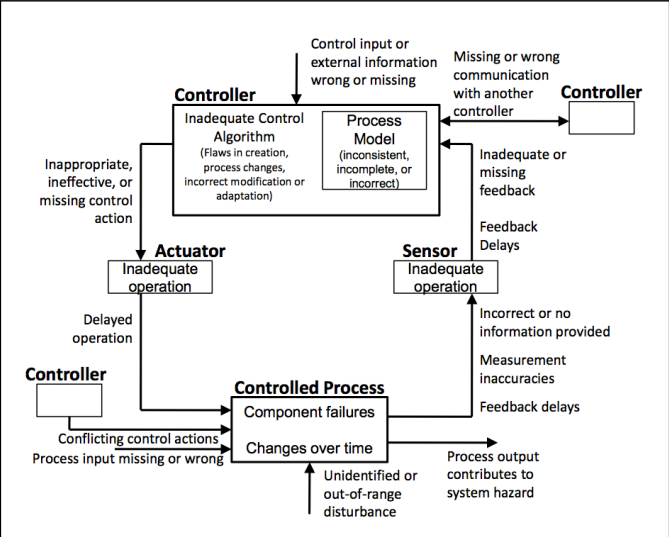 Control input or
external information
wrong or missing
Missing or wrong
communication
with another
controller
Controller
Controller
Inadequate Control
Algorithm
(Flaws in creation,
process changes,
incorrect modification or
adaptation)
Process
Model
(inconsistent,
incomplete, or
incorrect)
Inappropriate,
ineffective, or
missing control
action
Inadequate or
missing
feedback
Feedback
Delays
Actuator
Inadequate
operation
Sensor
Inadequate
operation
Delayed
operation
Incorrect or no
information provided
Measurement
inaccuracies
Feedback delays
Controller
Controlled Process
Component failures
Changes over time
Conflicting control actions
Process input missing or wrong
Unidentified or
out-of-range
disturbance
Process output
contributes to
system hazard